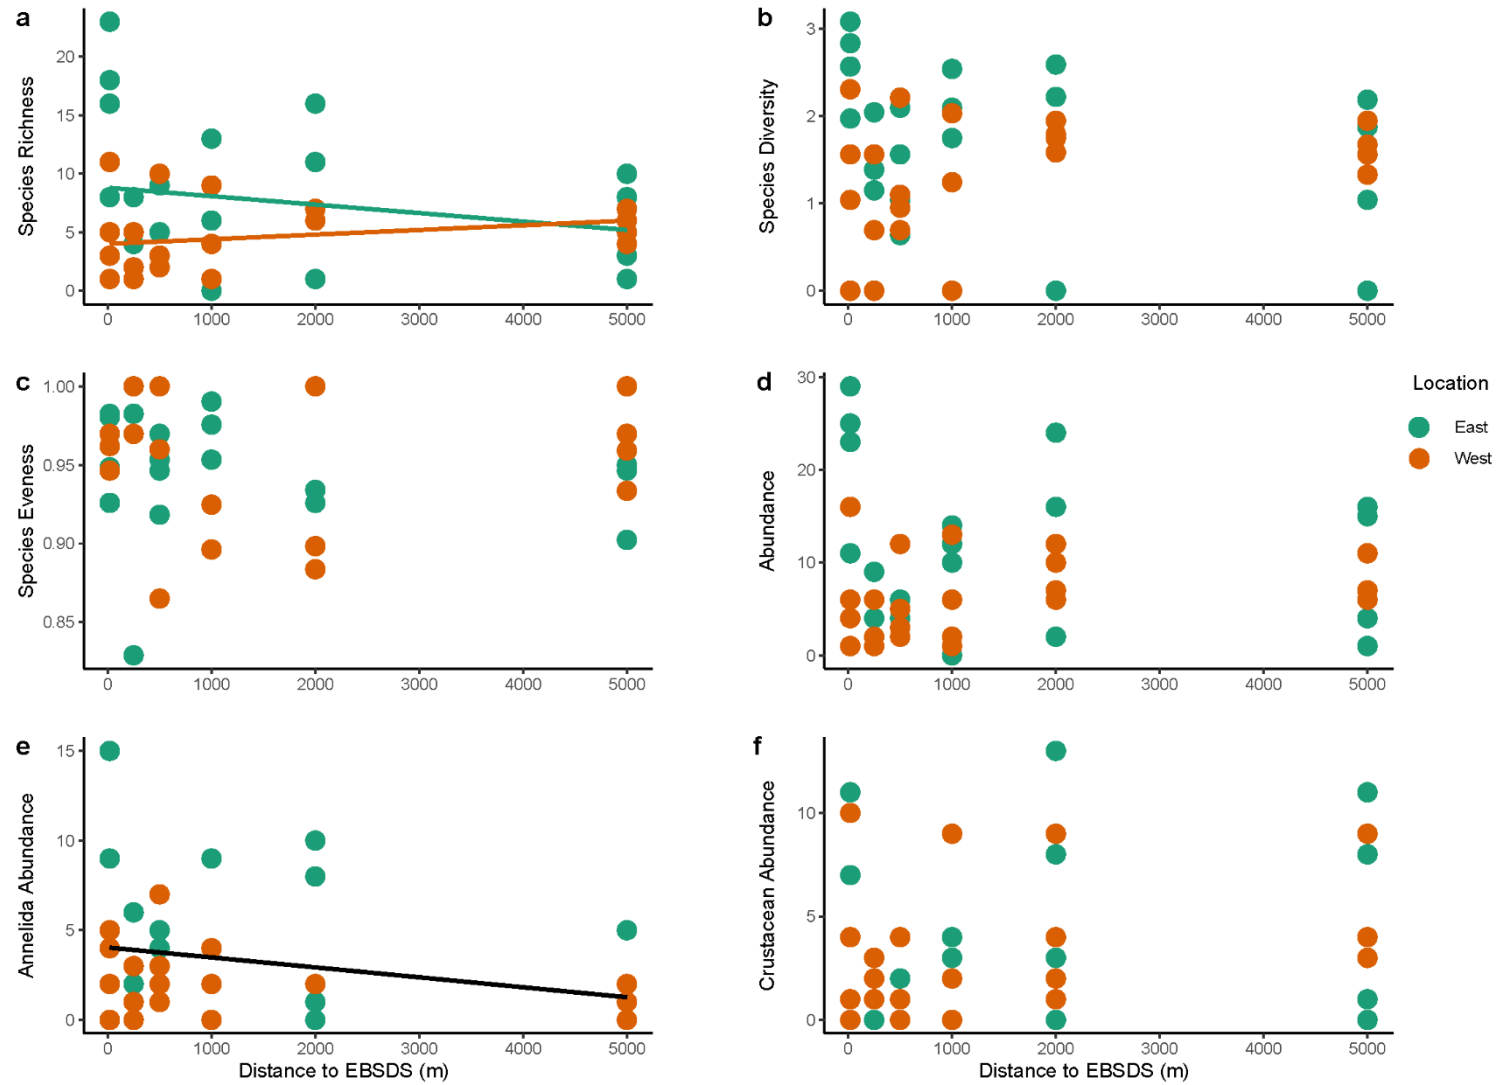 a
Species Richness
20
15
10
5
0
0 1000 2000 3000 4000 5000
b
Species Diversity
3
2
1
0
0 1000 2000 3000 4000 5000
c
Species Eveness
1.00
0.95
0.90
0.85
0 1000 2000 3000 4000 5000
d
Abundance
30
20
10
0
0 1000 2000 3000 4000 5000
Location
East
West
e
Annelida Abundance
15
10
5
0
0 1000 2000 3000 4000 5000
Distance to EBSDS (m)
f
Crustacean Abundance
10
5
0
0 1000 2000 3000 4000 5000
Distance to EBSDS (m)